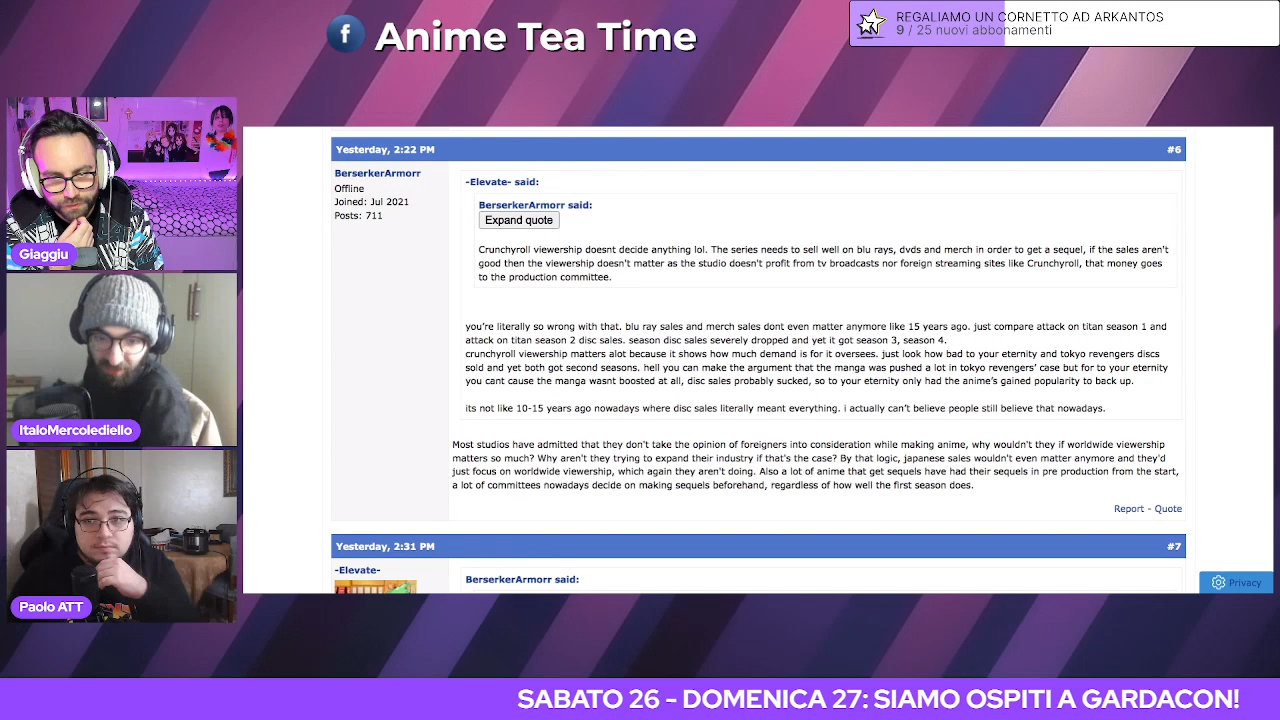 Anime Tea Time
REGALIAMO UN CORNETTO AD ARKANTOS
9 / 25 nuovi abbonamenti
Giaggiu
ItaloMercolediello
Paolo ATT
Yesterday, 2:22 PM #6
BerserkerArmorr
Offline
Joined: Jul 2021
Posts: 711
-Elevate- said:
BerserkerArmorr said:
Expand quote
Crunchyroll viewership doesnt decide anything lol. The series needs to sell well on blu rays, dvds and merch in order to get a sequel, if the sales aren't
good then the viewership doesn't matter as the studio doesn't profit from tv broadcasts nor foreign streaming sites like Crunchyroll, that money goes
to the production committee.
you're literally so wrong with that. blu ray sales and merch sales dont even matter anymore like 15 years ago. just compare attack on titan season 1 and
attack on titan season 2 disc sales. season disc sales severely dropped and yet it got season 3, season 4.
crunchyroll viewership matters alot because it shows how much demand is for it oversees. just look how bad to your eternity and tokyo revengers discs
sold and yet both got second seasons. hell you can make the argument that the manga was pushed a lot in tokyo revengers' case but for to your eternity
you cant cause the manga wasnt boosted at all, disc sales probably sucked, so to your eternity only had the anime's gained popularity to back up.
its not like 10-15 years ago nowadays where disc sales literally meant everything. i actually can't believe people still believe that nowadays.
Most studios have admitted that they don't take the opinion of foreigners into consideration while making anime, why wouldn't they if worldwide viewership
matters so much? Why aren't they trying to expand their industry if that's the case? By that logic, japanese sales wouldn't even matter anymore and they'd
just focus on worldwide viewership, which again they aren't doing. Also a lot of anime that get sequels have had their sequels in pre production from the start,
a lot of committees nowadays decide on making sequels beforehand, regardless of how well the first season does.
Report - Quote
Yesterday, 2:31 PM #7
-Elevate-
BerserkerArmorr said:
Privacy
SABATO 26 - DOMENICA 27: SIAMO OSPITI A GARDACON!